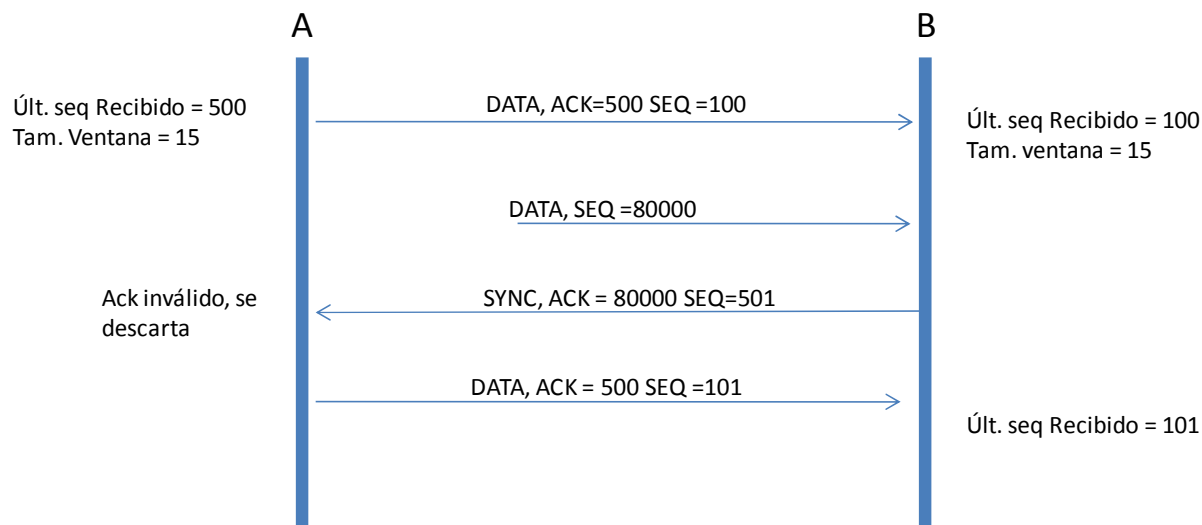 A
B
Últ. seq Recibido = 500
Tam. Ventana = 15
DATA, ACK=500 SEQ =100
Últ. seq Recibido = 100
Tam. ventana = 15
DATA, SEQ =80000
Ack inválido, se
descarta
SYNC, ACK = 80000 SEQ=501
DATA, ACK = 500 SEQ =101
Últ. seq Recibido = 101